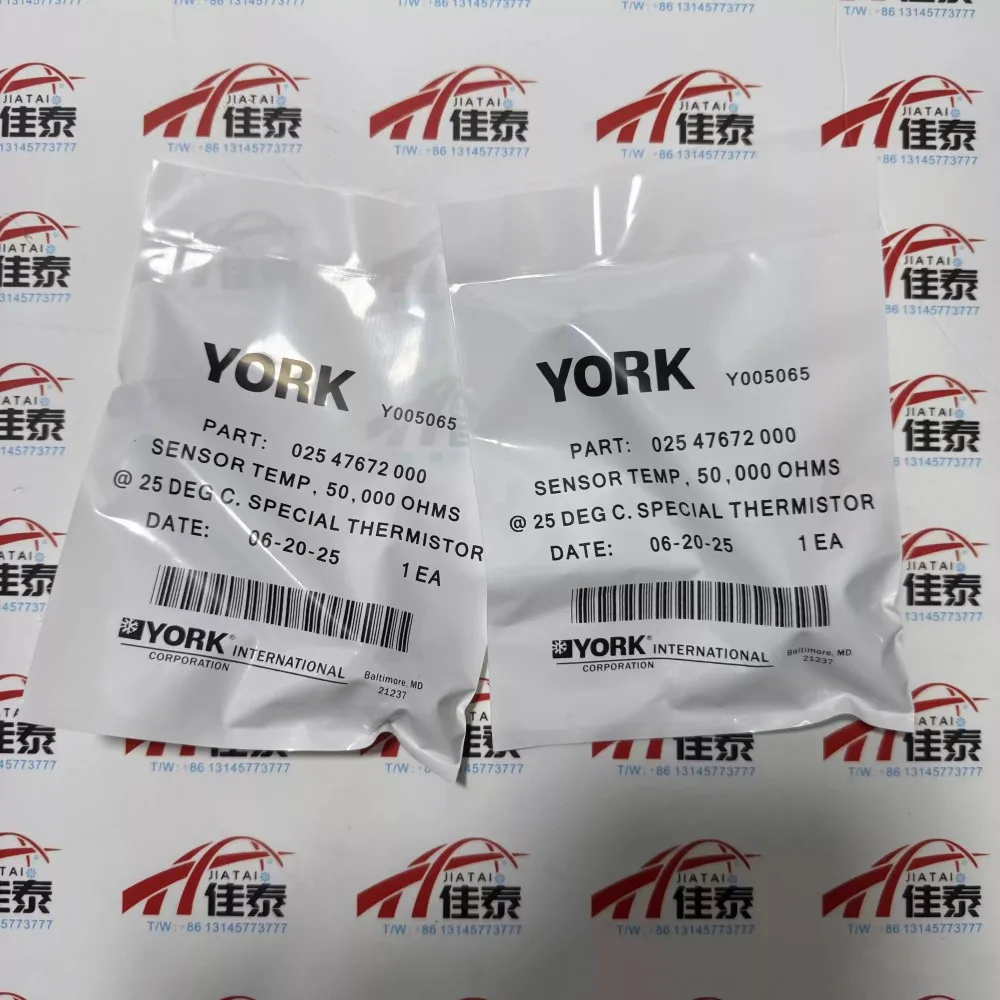 YORK Y005065
PART: 025 47672 000
SENSOR TEMP, 50,000 OHMS
@ 25 DEG C. SPECIAL THERMISTOR
DATE: 06-20-25 1 EA
YORK® INTERNATIONAL
CORPORATION
Baltimore, MD
21237
YORK Y005065
PART: 025 47672 000
SENSOR TEMP, 50,000 OHMS
@ 25 DEG C. SPECIAL THERMISTOR
DATE: 06-20-25 1 EA
YORK® INTERNATIONAL
CORPORATION
Baltimore, MD
21237
JIATAI
佳泰
T/W: +86 13145773777